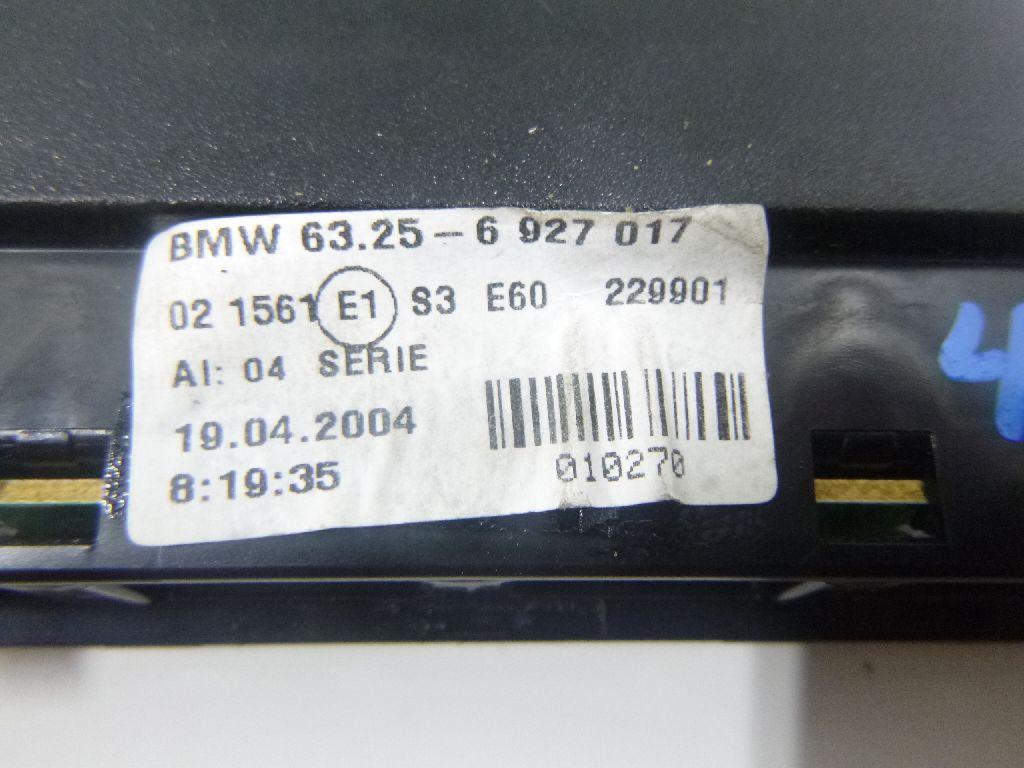 BMW 63.25-6 927 017
02 1561 E1 S3 E60 229901
AI: 04 SERIE
19.04.2004
8:19:35
010270
4